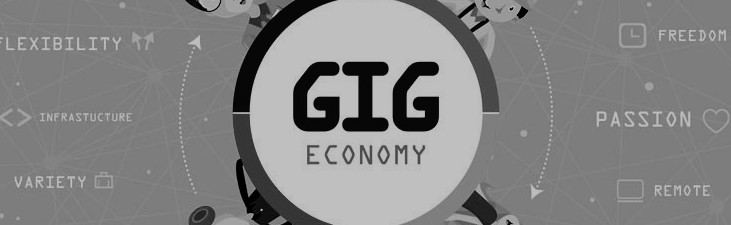 FLEXIBILITY
FREEDOM
GIG
ECONOMY
INFRASTUCTURE
PASSION
VARIETY
REMOTE